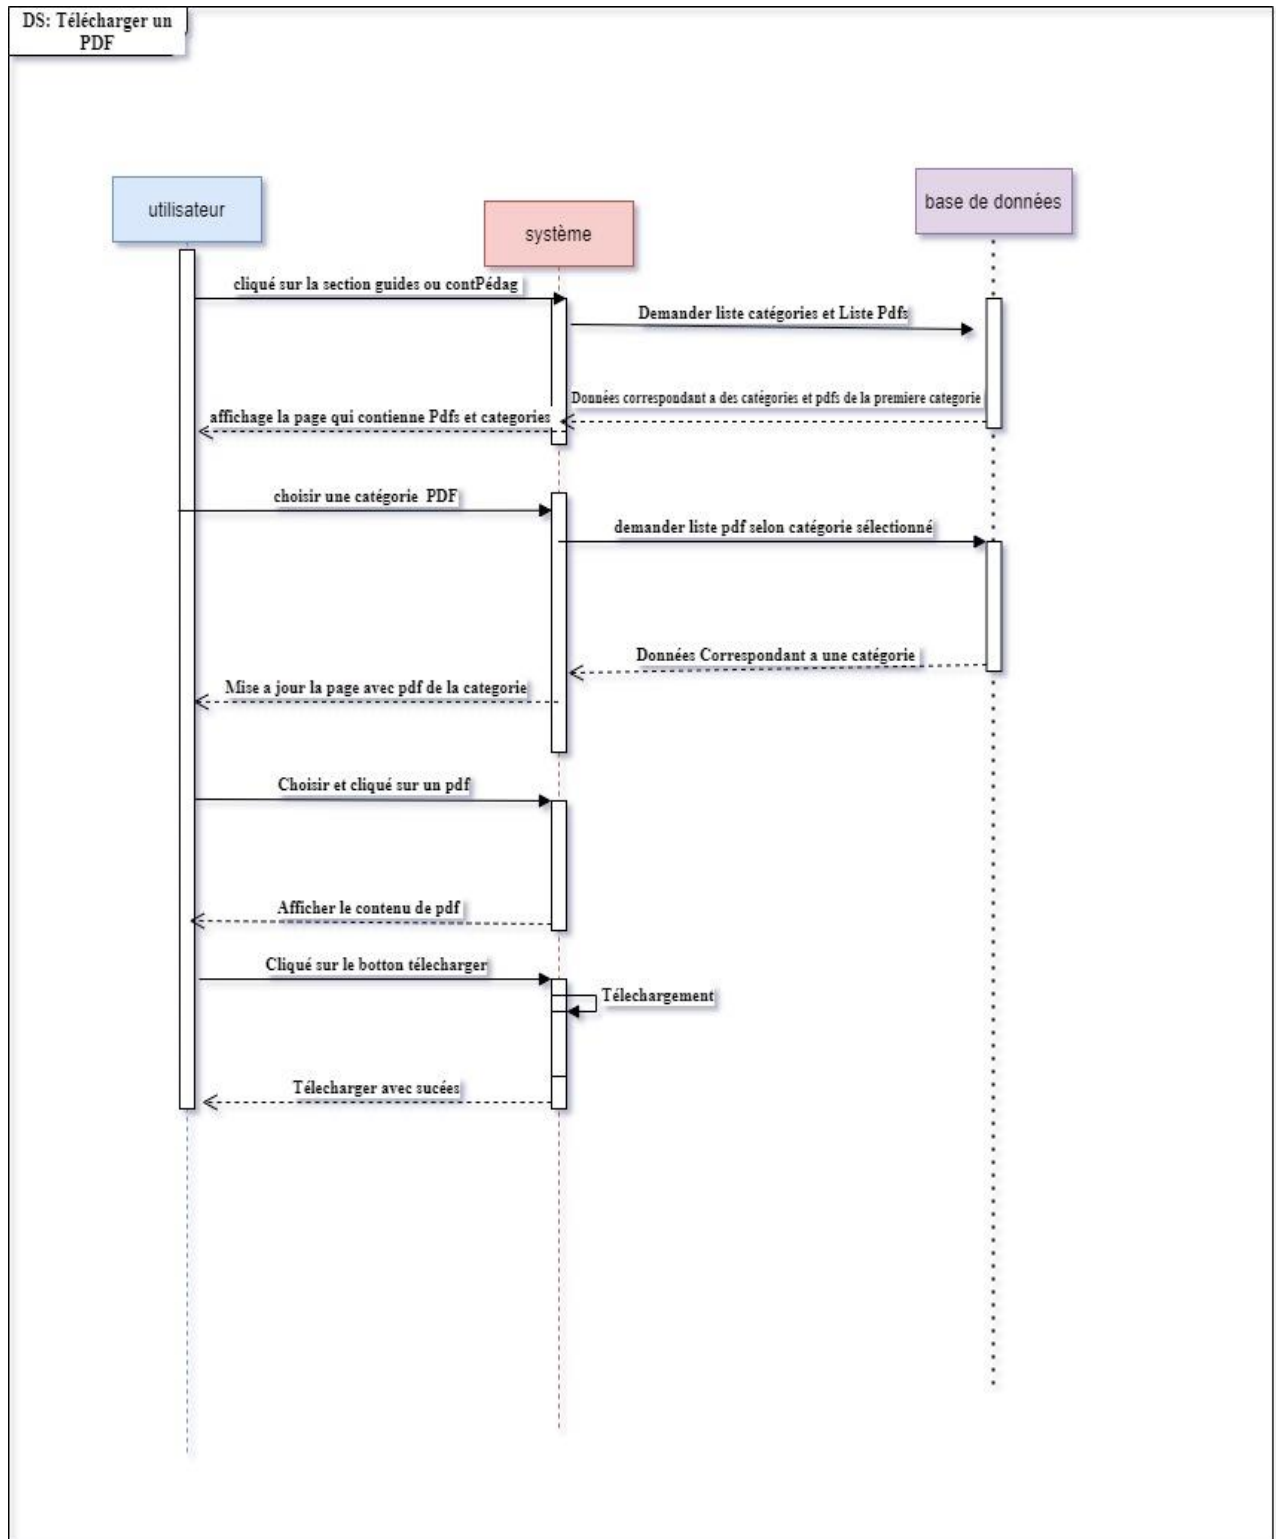 DS: Télécharger un
PDF
utilisateur
système
base de données
cliqué sur la section guides ou contPédag
Demander liste catégories et Liste Pdfs
Données correspondant a des catégories et pdfs de la premiere categorie
affichage la page qui contienne Pdfs et categories
choisir une catégorie PDF
demander liste pdf selon catégorie sélectionné
Données Correspondant a une catégorie
Mise a jour la page avec pdf de la categorie
Choisir et cliqué sur un pdf
Afficher le contenu de pdf
Cliqué sur le botton télecharger
Télechargement
Télecharger avec sucées